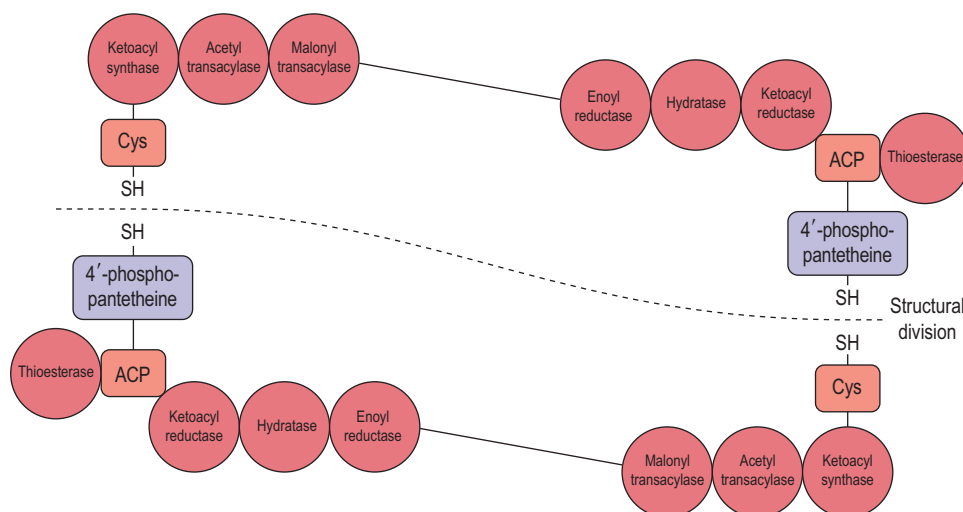 Ketoacyl
synthase
Acetyl
transacylase
Malonyl
transacylase
Enoyl
reductase
Hydratase
Ketoacyl
reductase
Cys
ACP
Thioesterase
SH
SH
4′-phospho-
pantetheine
4′-phospho-
pantetheine
SH
Structural
division
SH
Thioesterase
ACP
Cys
Ketoacyl
reductase
Hydratase
Enoyl
reductase
Malonyl
transacylase
Acetyl
transacylase
Ketoacyl
synthase